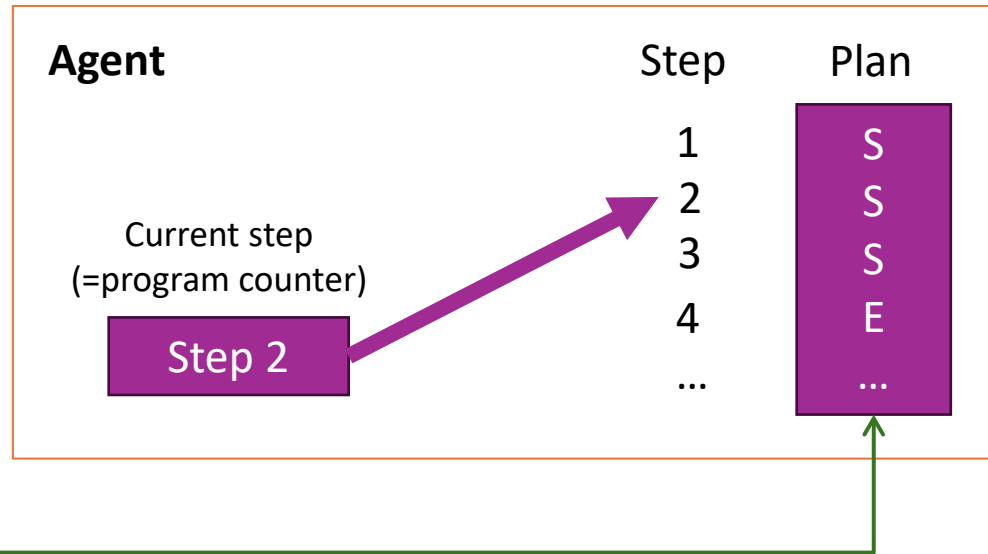 Agent
Step Plan
1 S
2 S
3 S
4 E
... ...
Current step
(=program counter)
Step 2